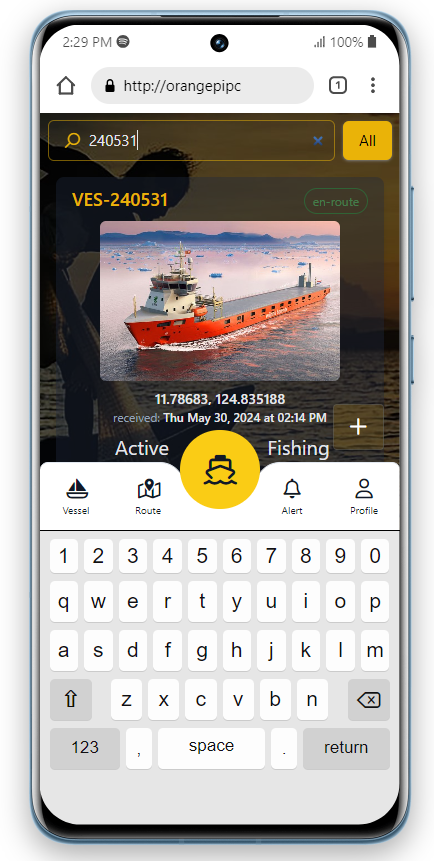 2:29 PM 100%
http://orangepipc 1
240531 All
VES-240531 en-route
11.78683, 124.835188
received: Thu May 30, 2024 at 02:14 PM
+
Active Fishing
Vessel Route Alert Profile
1 2 3 4 5 6 7 8 9 0
q w e r t y u i o p
a s d f g h j k l m
z x c v b n
123 , space . return